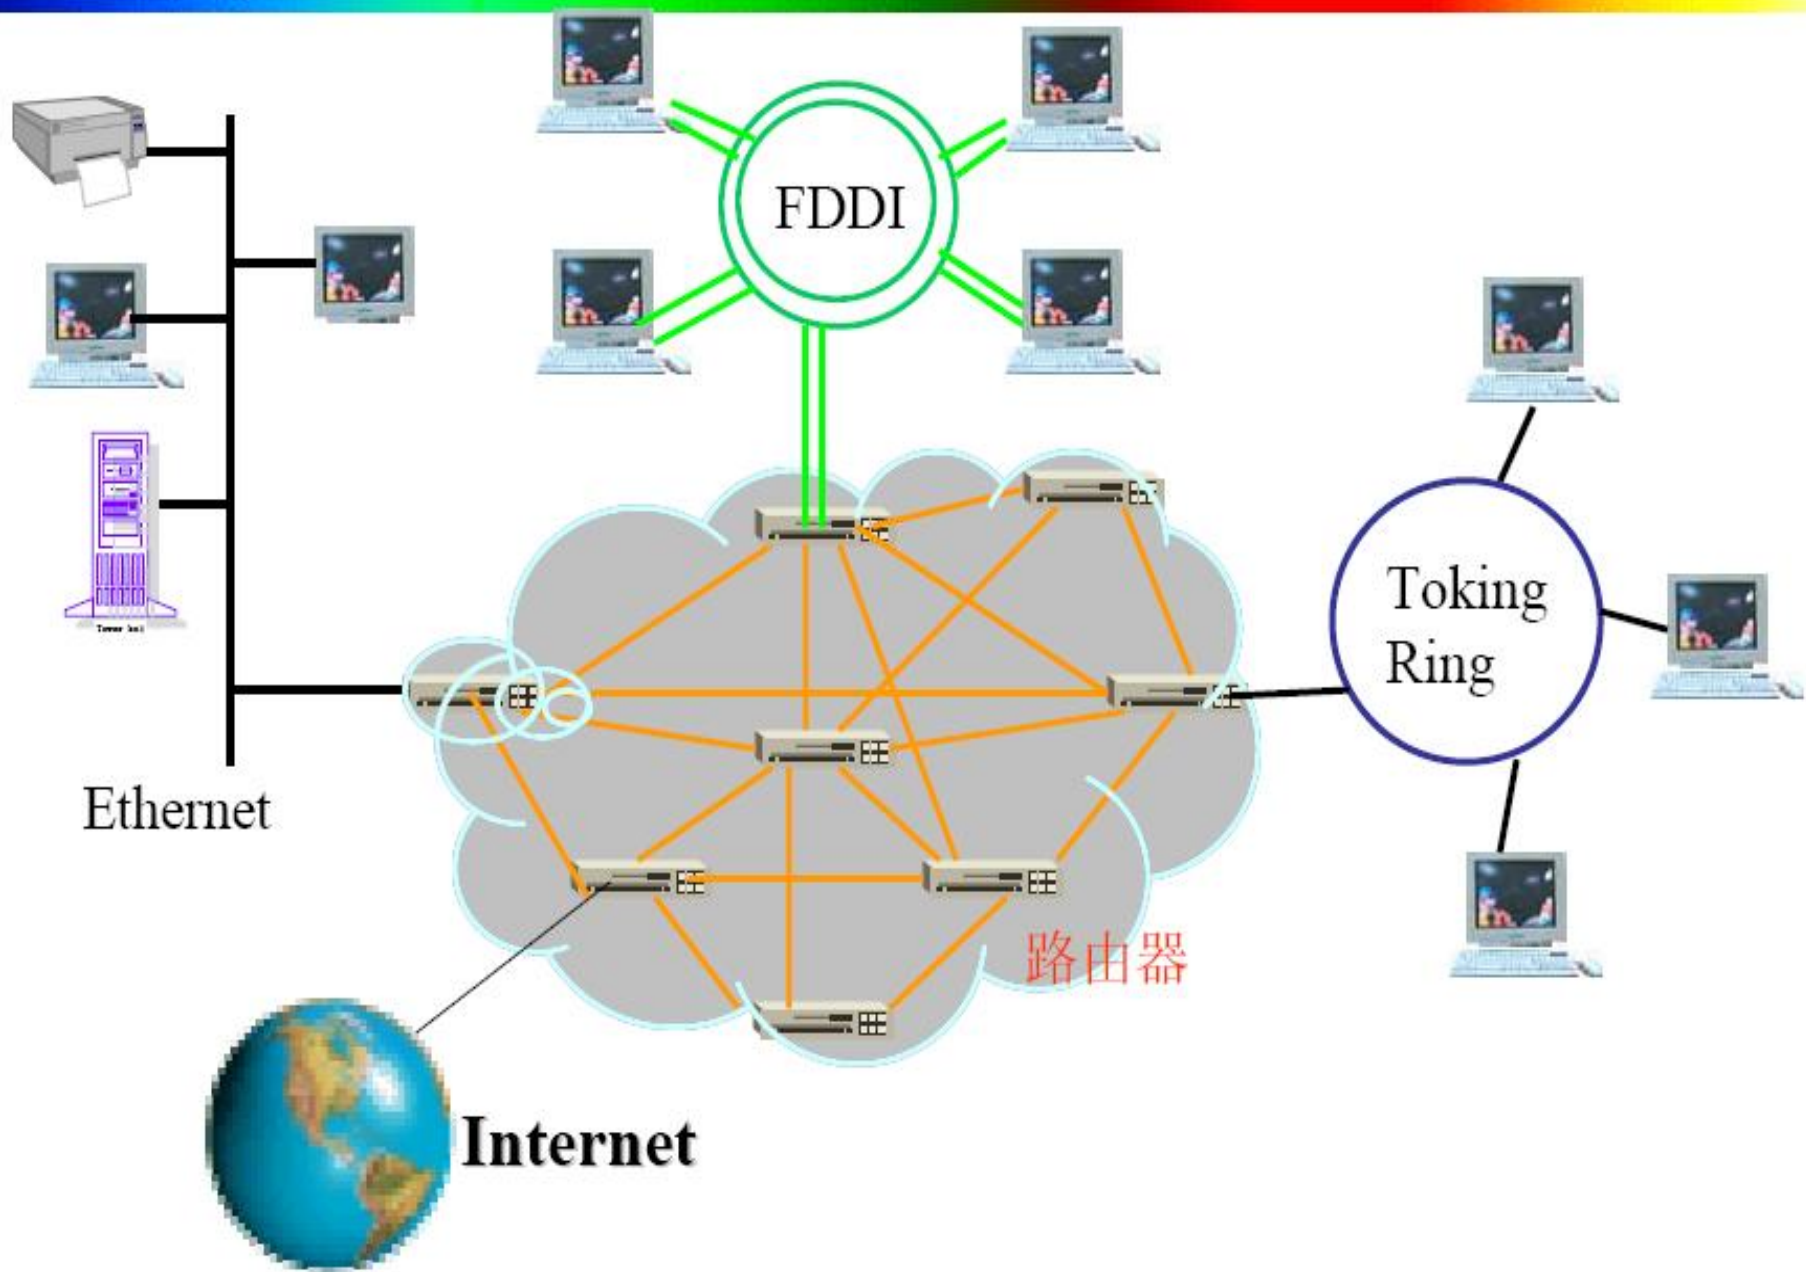 FDDI
Toking
Ring
Ethernet
路由器
Internet